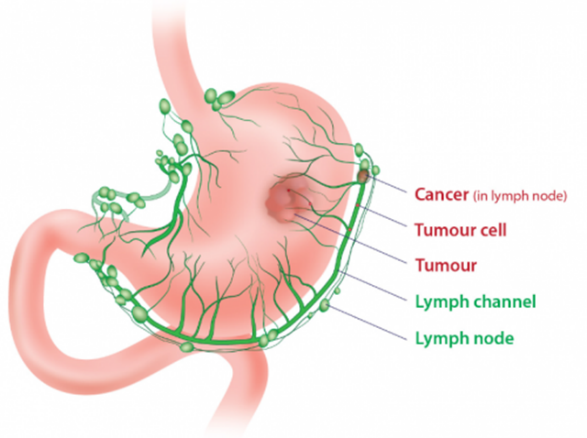 Cancer (in lymph node)
Tumour cell
Tumour
Lymph channel
Lymph node